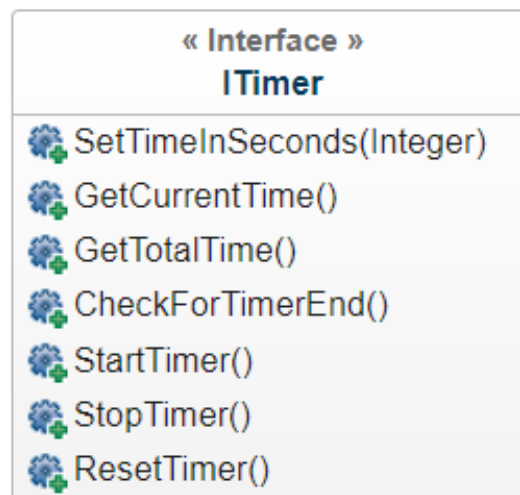 « Interface »
ITimer
SetTimeInSeconds(Integer)
GetCurrentTime()
GetTotalTime()
CheckForTimerEnd()
StartTimer()
StopTimer()
ResetTimer()